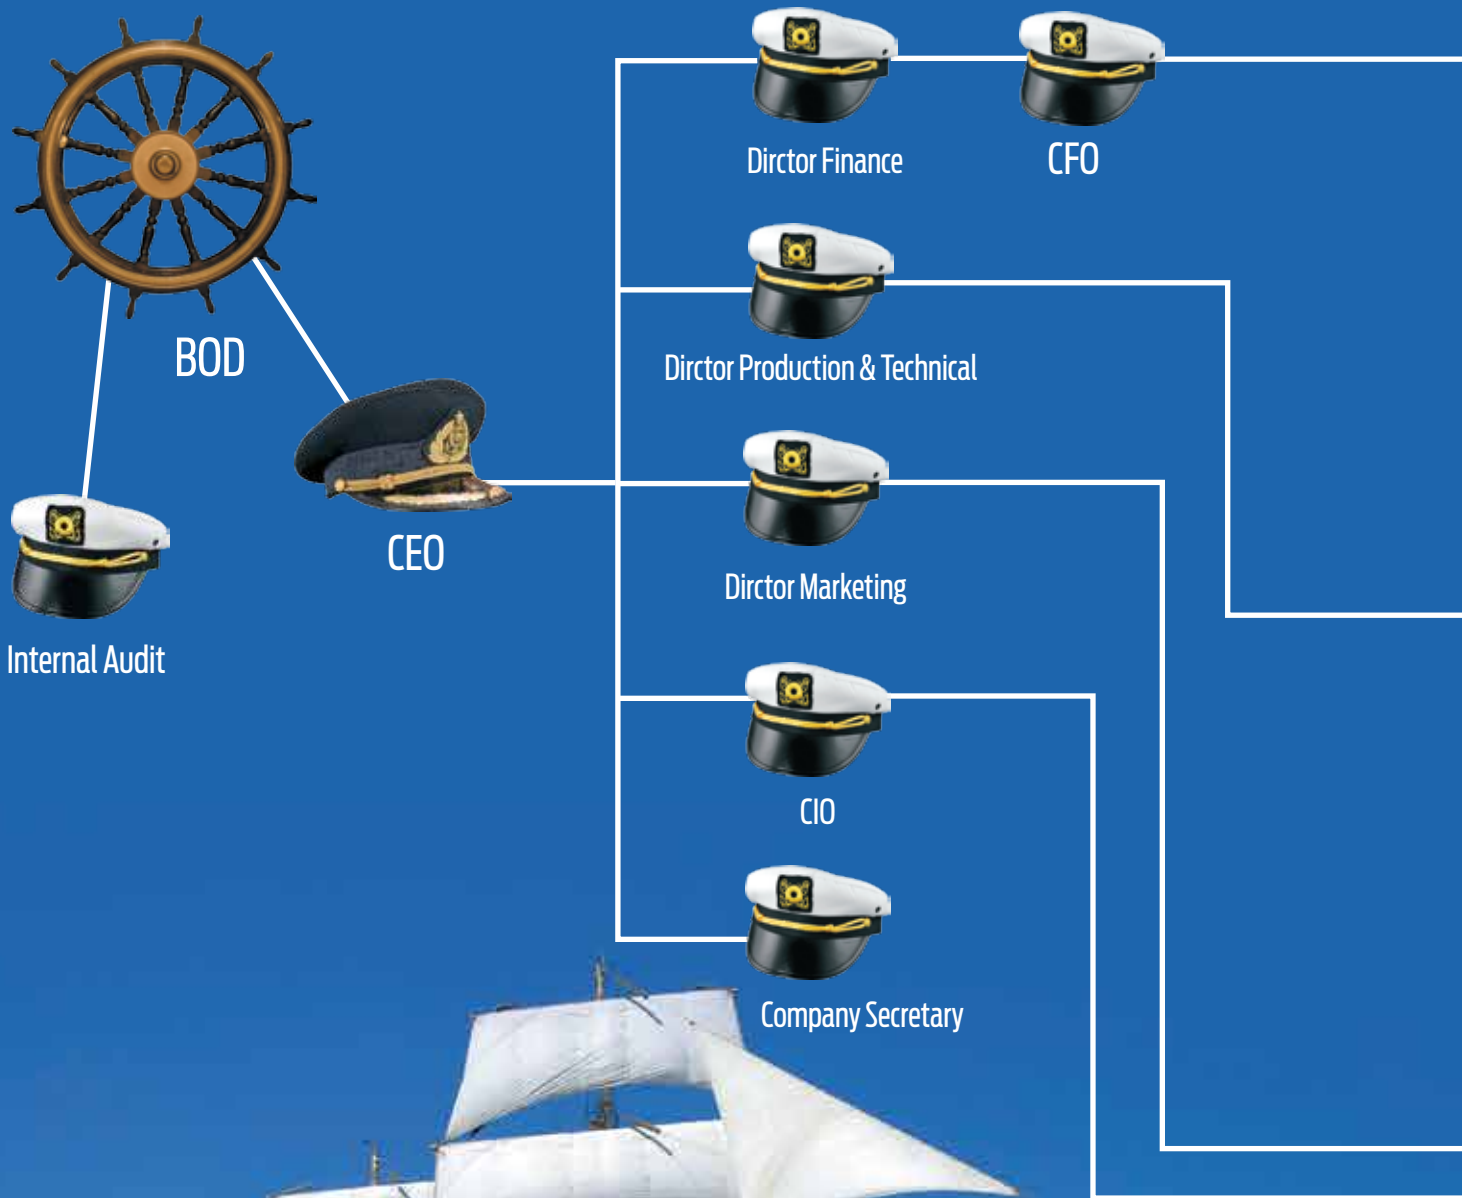 Dirctor Finance
CFO
BOD
Dirctor Production & Technical
CEO
Dirctor Marketing
Internal Audit
CIO
Company Secretary